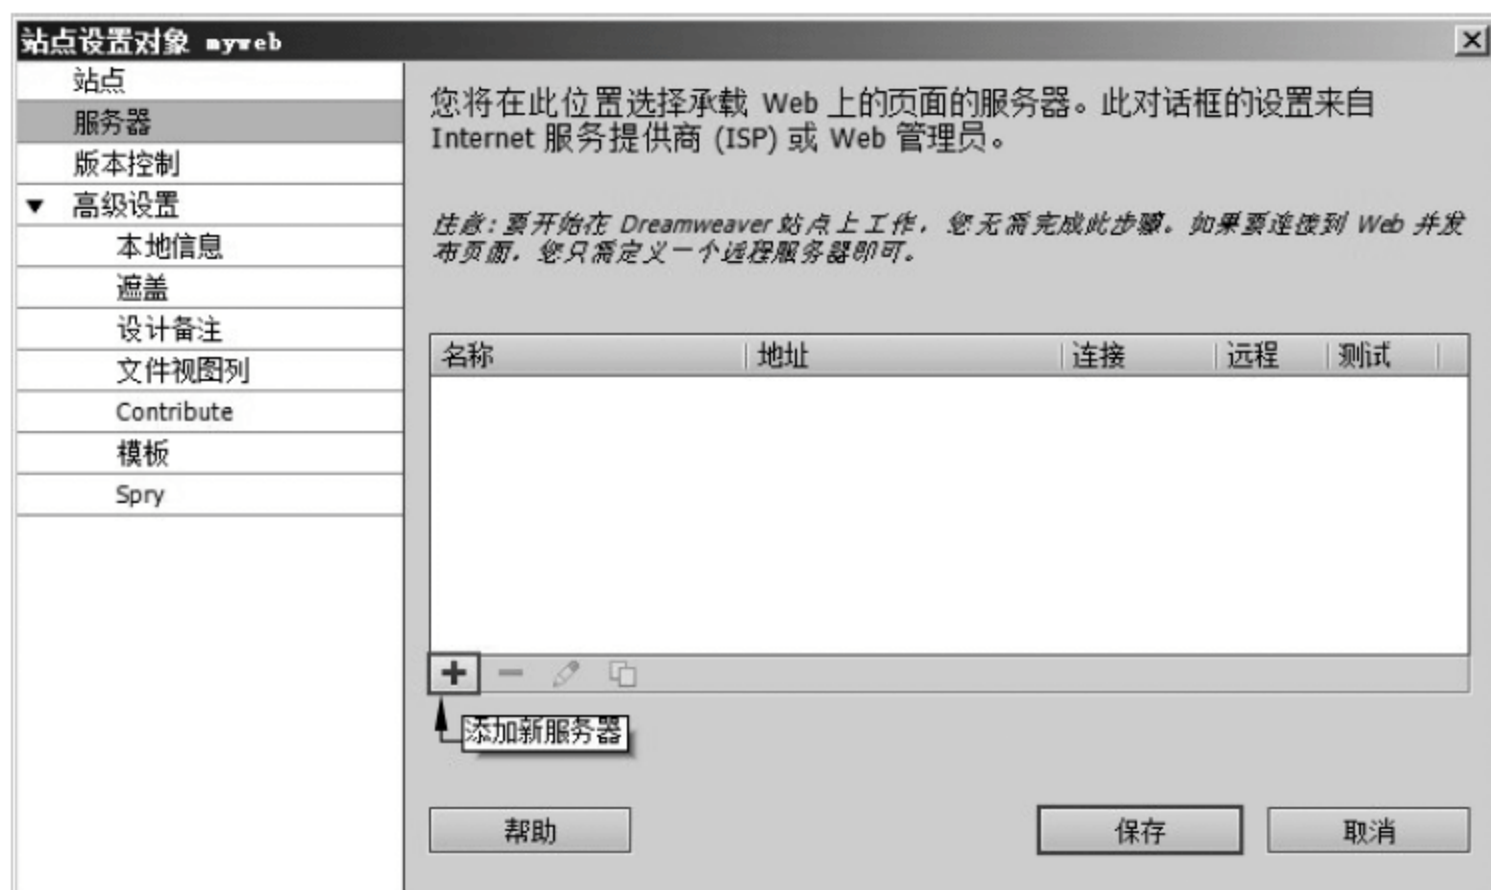 站点设置对象 myweb
站点
服务器
版本控制
高级设置
本地信息
遮盖
设计备注
文件视图列
Contribute
模板
Spry
您将在此位置选择承载 Web 上的页面的服务器。此对话框的设置来自
Internet 服务提供商 (ISP) 或 Web 管理员。
注意:要开始在 Dreamweaver 站点上工作，您无需完成此步骤。如果要连接到 Web 并发
布页面，您只需定义一个远程服务器即可。
名称 地址 连接 远程 测试
添加新服务器
帮助 保存 取消